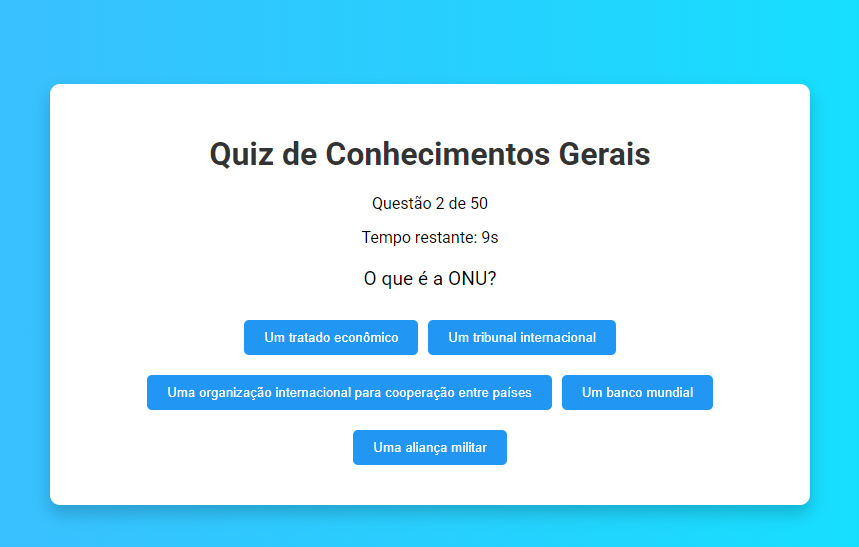 Quiz de Conhecimentos Gerais
Questão 2 de 50
Tempo restante: 9s
O que é a ONU?
Um tratado econômico
Um tribunal internacional
Uma organização internacional para cooperação entre países
Um banco mundial
Uma aliança militar